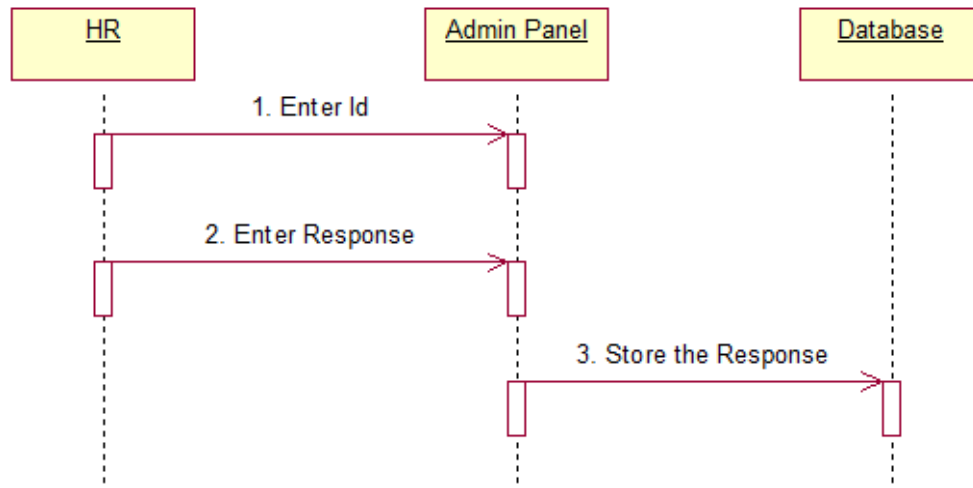 HR
Admin Panel
Database
1. Enter Id
2. Enter Response
3. Store the Response